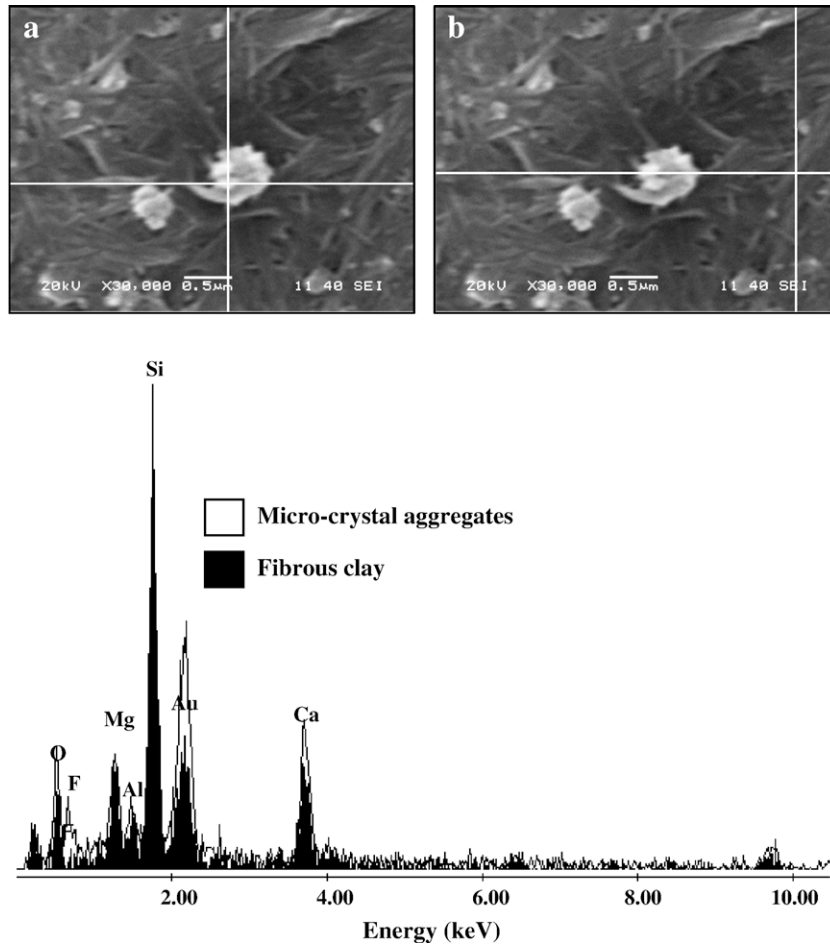 a
b
20kV X30,000 0.5µm 11 40 SEI
20kV X30,000 0.5µm 11 40 SEI
Si
Micro-crystal aggregates
Fibrous clay
Mg
Au
Ca
O
F
Al
F
2.00 4.00 6.00 8.00 10.00
Energy (keV)